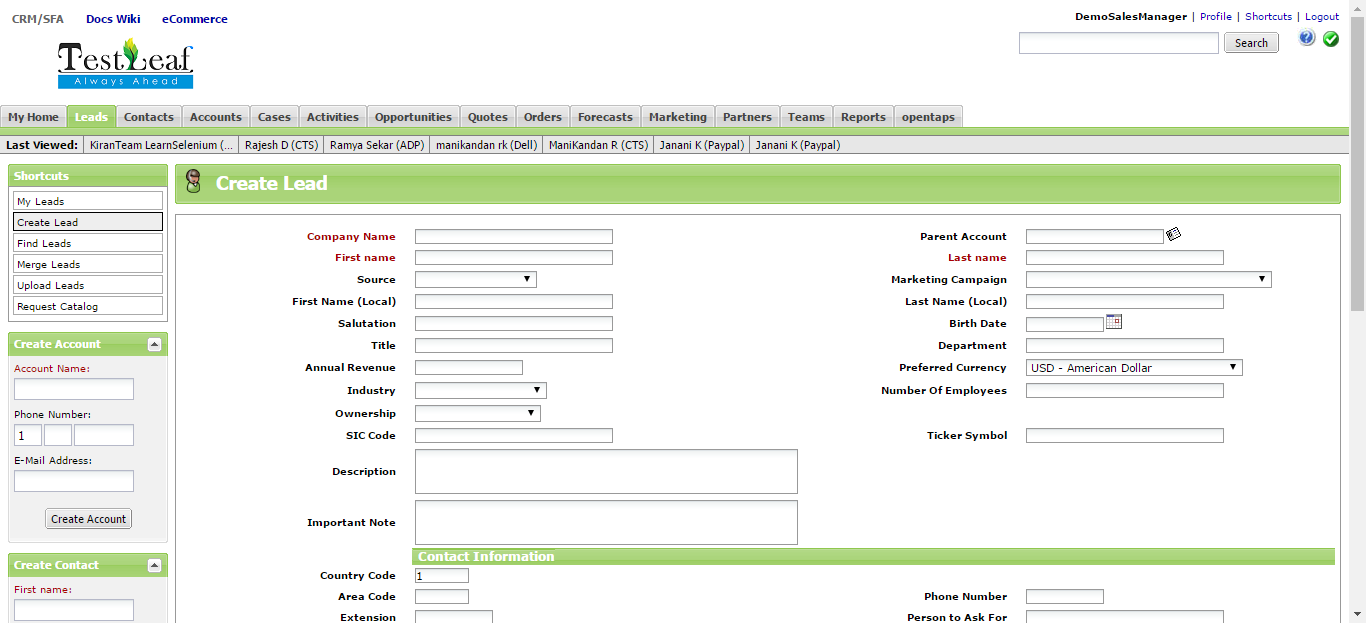 CRM/SFA Docs Wiki eCommerce
DemoSalesManager | Profile | Shortcuts | Logout
TestLeaf
Always Ahead
Search
My Home Leads Contacts Accounts Cases Activities Opportunities Quotes Orders Forecasts Marketing Partners Teams Reports opentaps
Last Viewed: KiranTeam LearnSelenium (... Rajesh D (CTS) Ramya Sekar (ADP) manikandan rk (Dell) ManiKandan R (CTS) Janani K (Paypal) Janani K (Paypal)
Shortcuts
My Leads
Create Lead
Find Leads
Merge Leads
Upload Leads
Request Catalog
Create Account
Account Name:
Phone Number:
1
E-Mail Address:
Create Account
Create Contact
First name:
Create Lead
Company Name Parent Account
First name Last name
Source Marketing Campaign
First Name (Local) Last Name (Local)
Salutation Birth Date
Title Department
Annual Revenue Preferred Currency USD - American Dollar
Industry Number Of Employees
Ownership
SIC Code Ticker Symbol
Description
Important Note
Contact Information
Country Code 1
Area Code Phone Number
Extension Person to Ask For